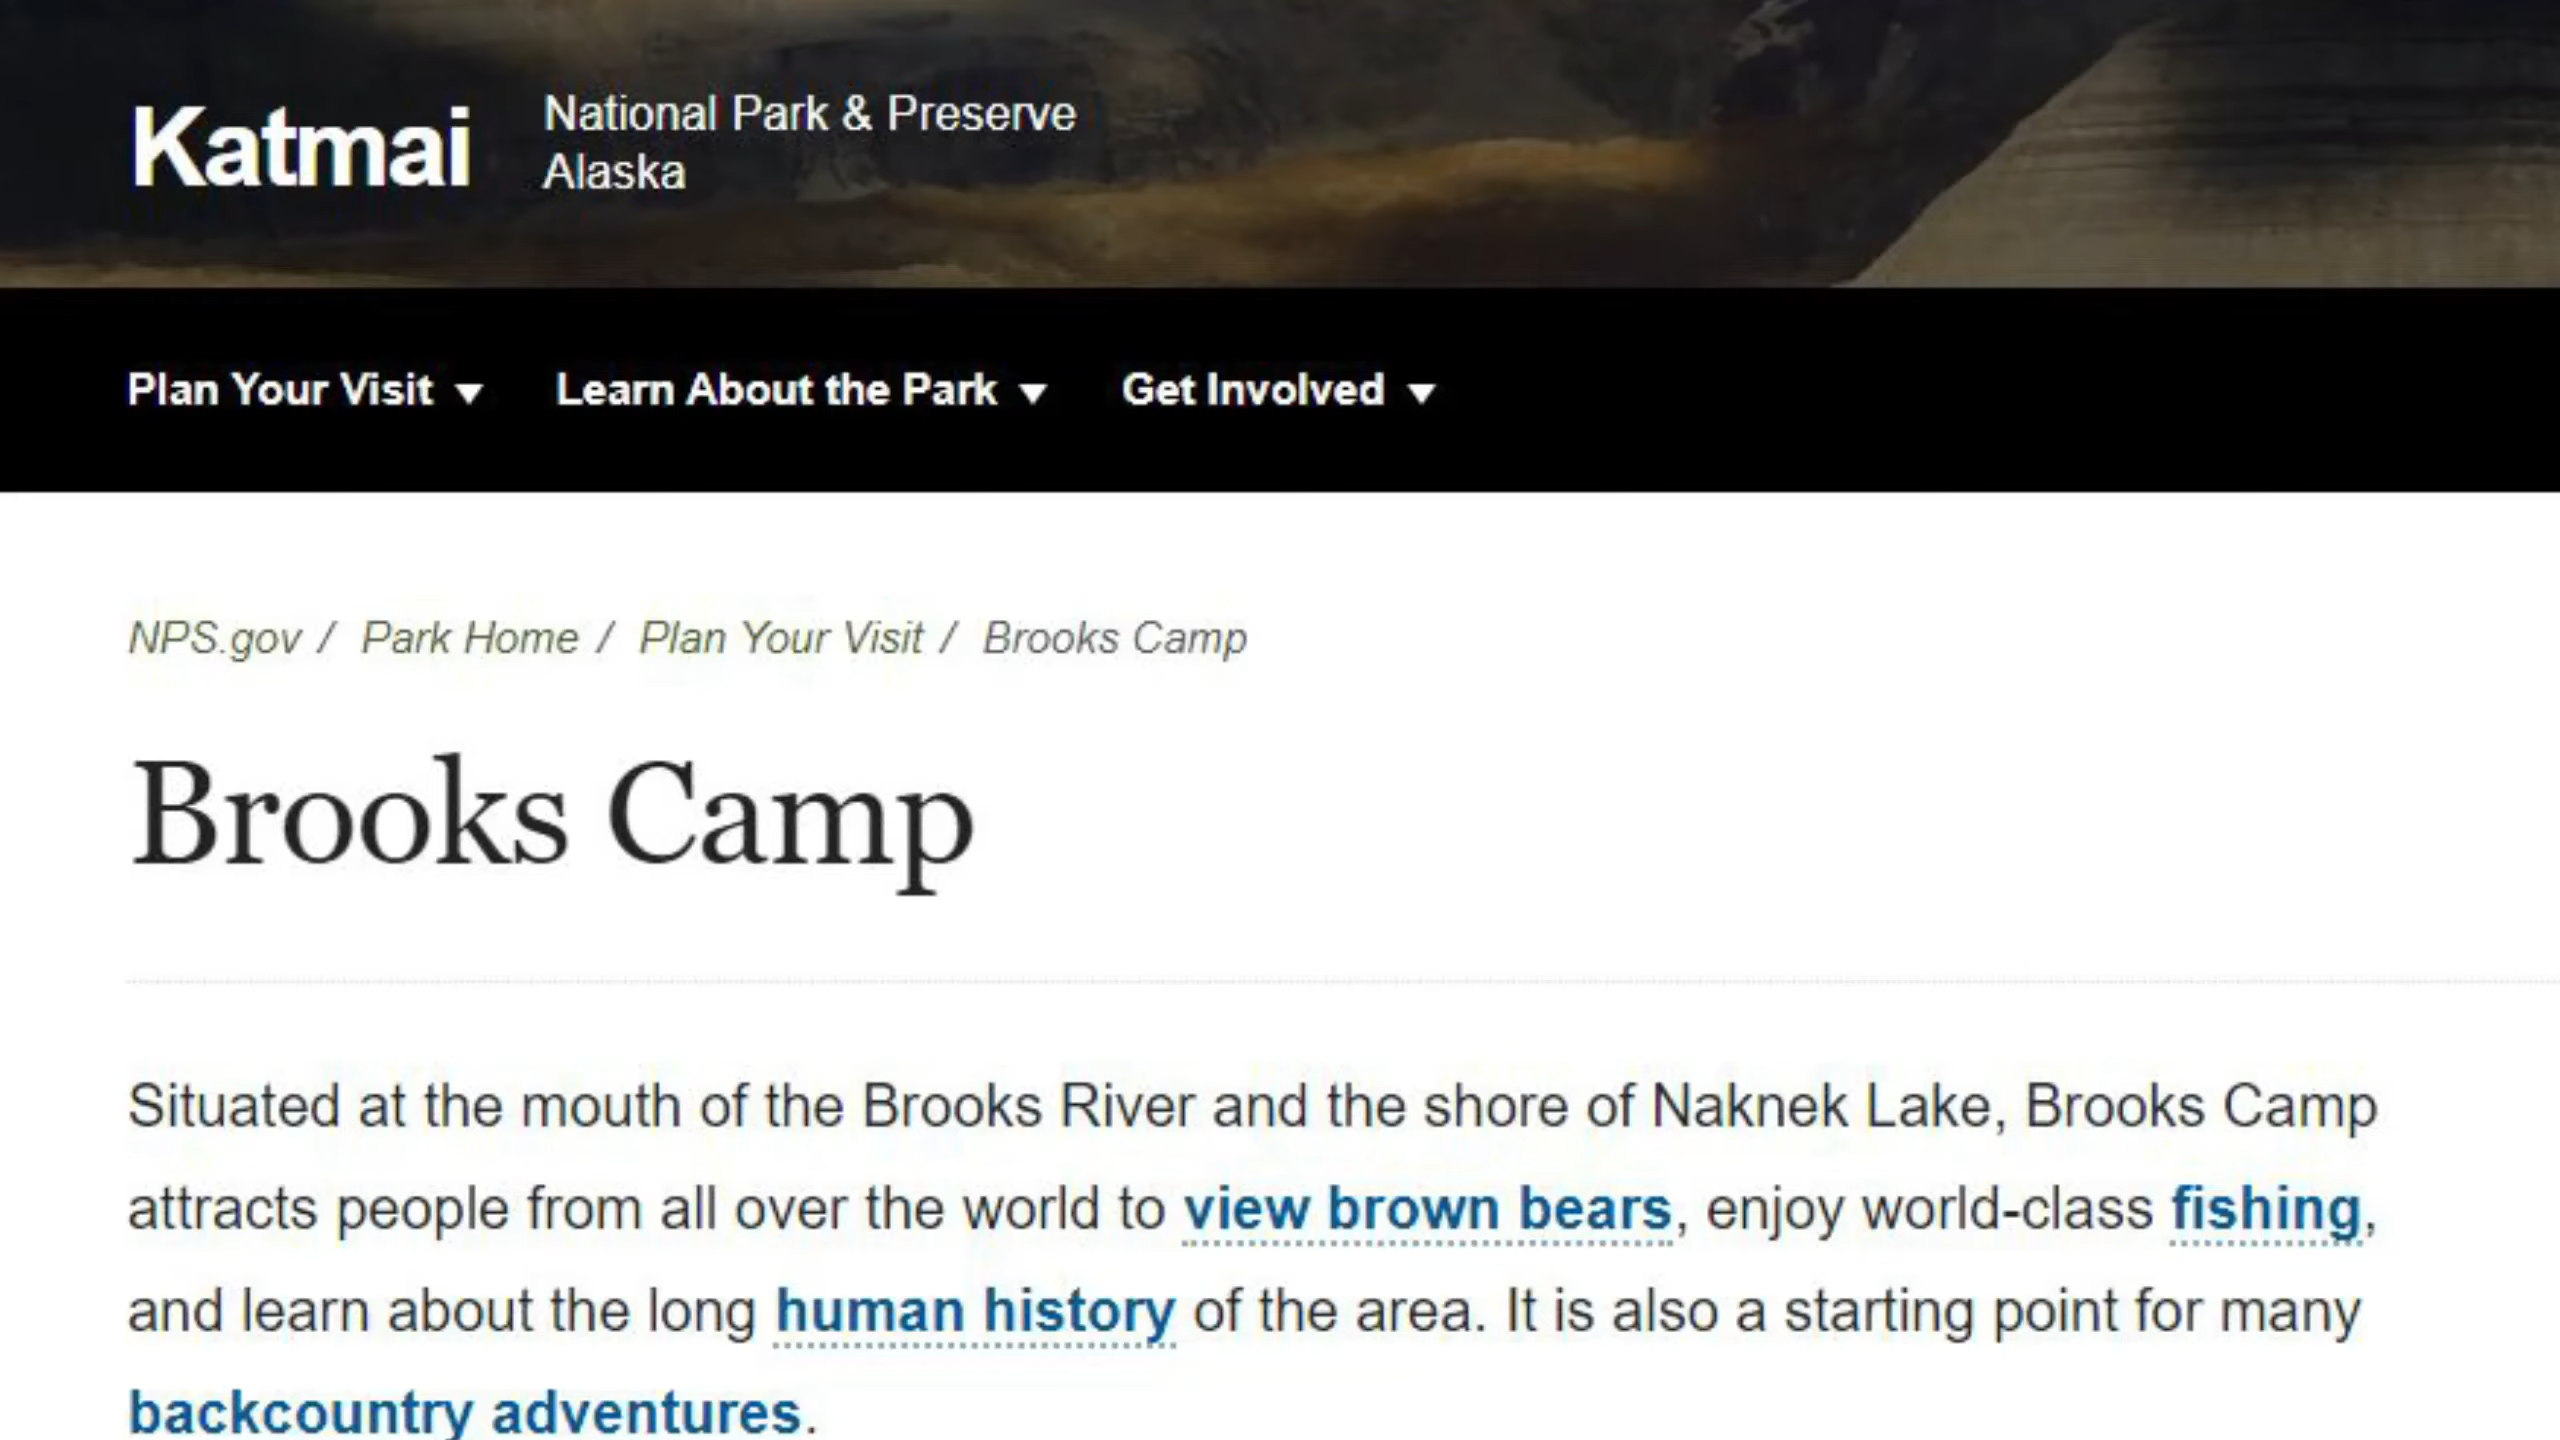 Katmai
National Park & Preserve
Alaska
Plan Your Visit ▼ Learn About the Park ▼ Get Involved ▼
NPS.gov / Park Home / Plan Your Visit / Brooks Camp
Brooks Camp
Situated at the mouth of the Brooks River and the shore of Naknek Lake, Brooks Camp
attracts people from all over the world to view brown bears, enjoy world-class fishing,
and learn about the long human history of the area. It is also a starting point for many
backcountry adventures.